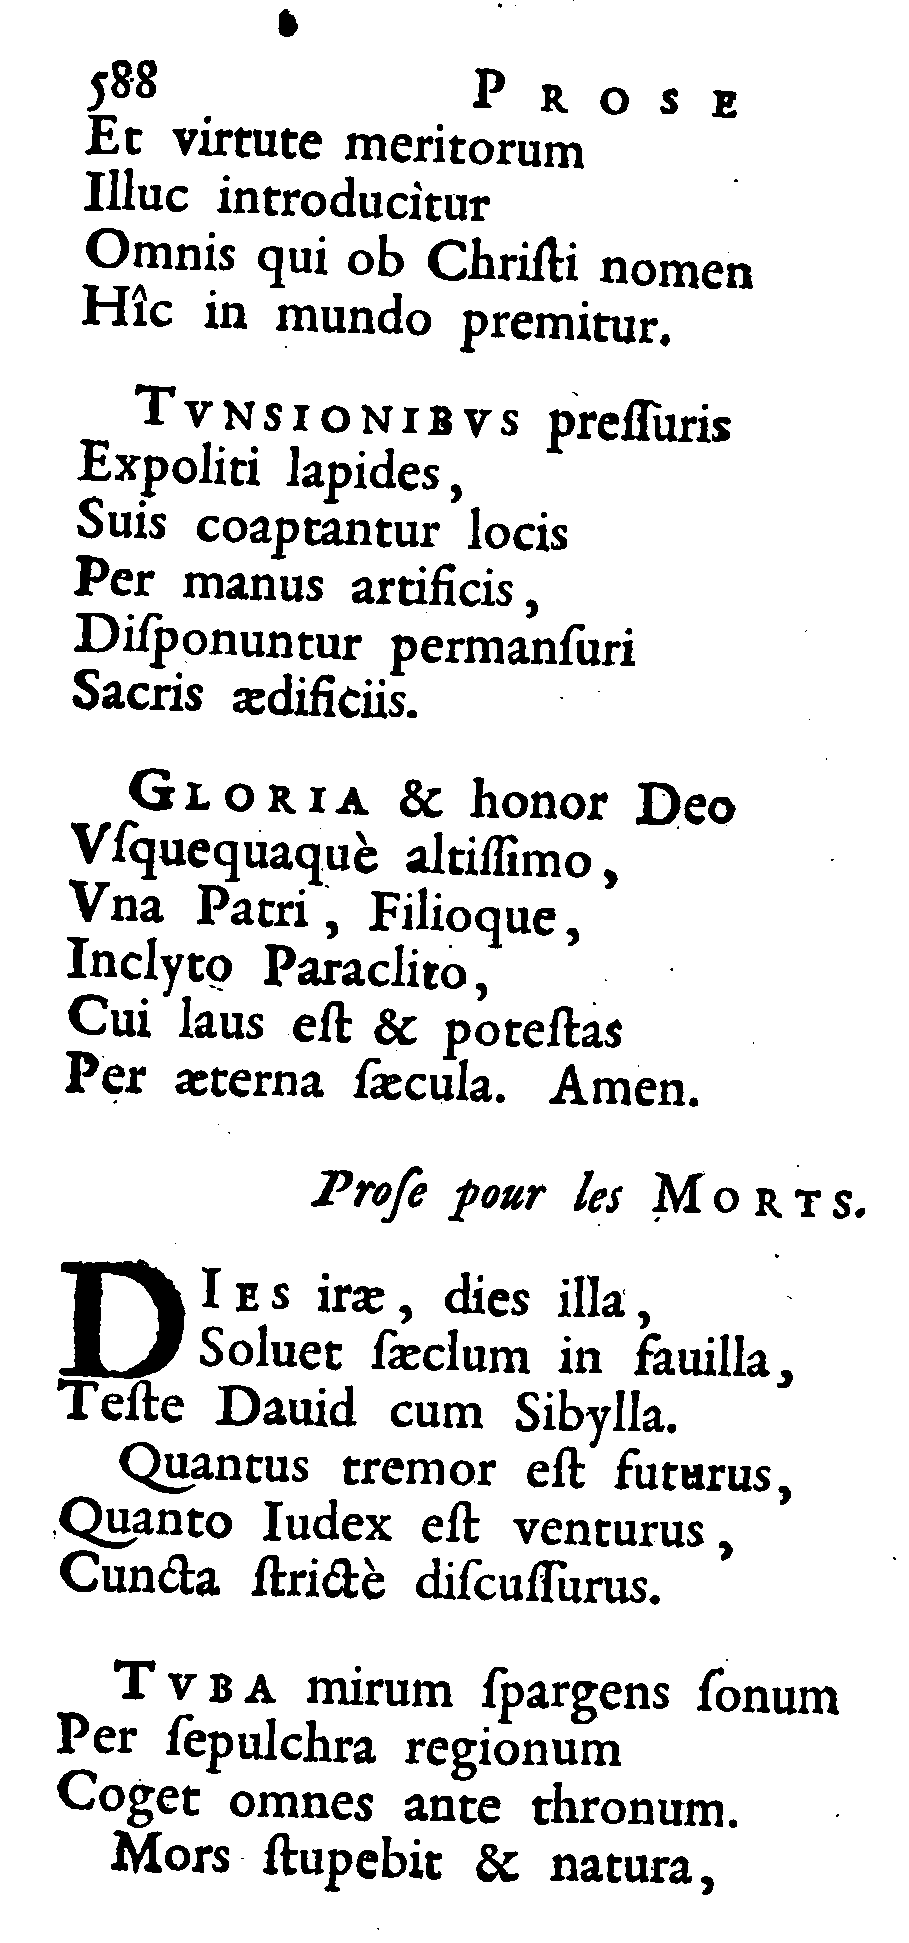 588 PROSE
Et virtute meritorum
Illuc introducitur
Omnis qui ob Chriſti nomen
Hîc in mundo premitur.
TVNSIONIBVS preſſuris
Expoliti lapides,
Suis coaptantur locis
Per manus artificis,
Diſponuntur permanſuri
Sacris ædificiis.
GLORIA & honor Deo
Vſquequaquè altiſſimo,
Vna Patri, Filioque,
Inclyto Paraclito,
Cui laus eſt & poteſtas
Per æterna ſæcula. Amen.
Proſe pour les MORTS.
DIES iræ, dies illa,
Soluet ſæclum in fauilla,
Teſte Dauid cum Sibylla.
Quantus tremor eſt futurus,
Quanto Iudex eſt venturus,
Cuncta ſtrictè diſcuſſurus.
TVBA mirum ſpargens ſonum
Per ſepulchra regionum
Coget omnes ante thronum.
Mors ſtupebit & natura,